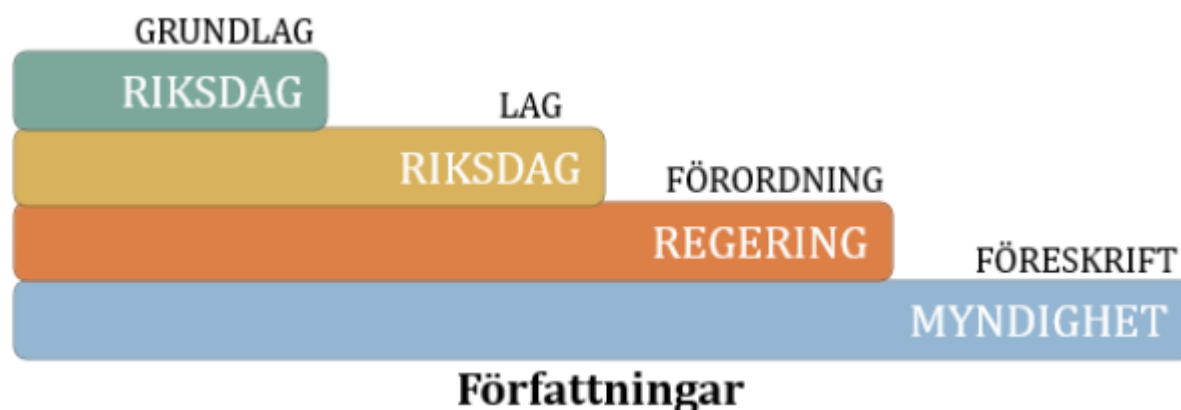 GRUNDLAG
RIKSDAG
LAG
RIKSDAG
FÖRORDNING
REGERING
FÖRESKRIFT
MYNDIGHET
Författningar